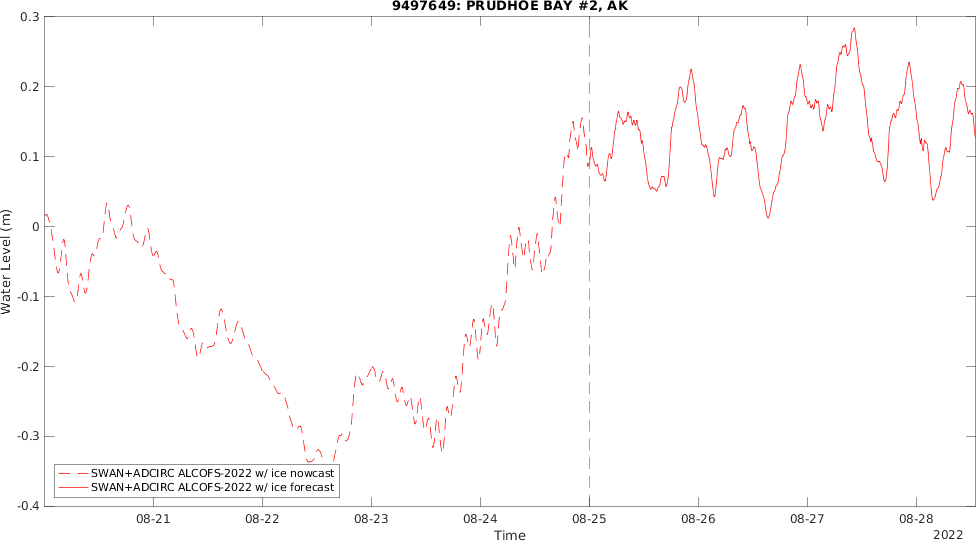 9497649: PRUDHOE BAY #2, AK
0.3
0.2
0.1
0
-0.1
-0.2
-0.3
-0.4
Water Level (m)
SWAN+ADCIRC ALCOFS-2022 w/ ice nowcast
SWAN+ADCIRC ALCOFS-2022 w/ ice forecast
08-21 08-22 08-23 08-24 08-25 08-26 08-27 08-28
Time
2022